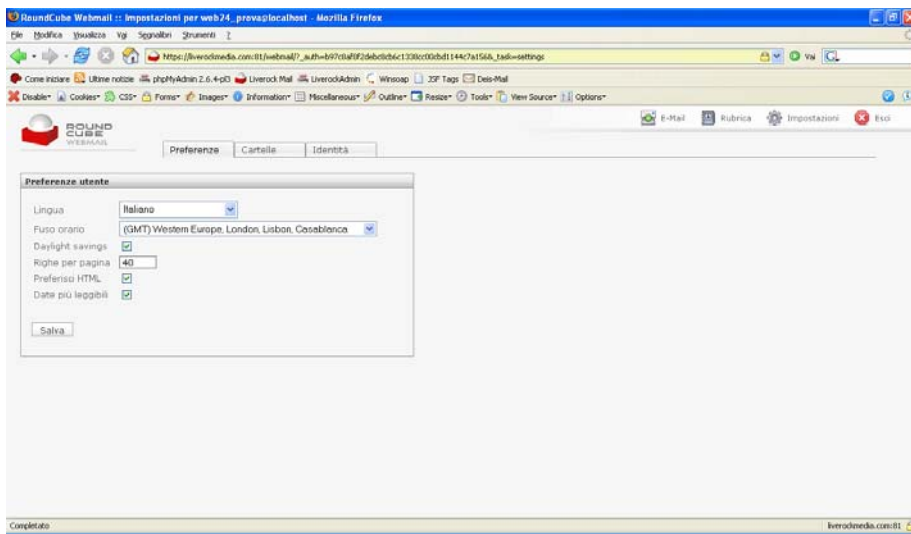 RoundCube Webmail :: Impostazioni per web24_prova@localhost - Mozilla Firefox
File Modifica Visualizza Vai Segnalibri Strumenti ?
Vai
Come iniziare Ultime notizie phpMyAdmin 2.6.4-pl3 Liverock Mail LiverockAdmin Winsoap JSF Tags Deis-Mail
Disable Cookies CSS Forms Images Information Miscellaneous Outline Resize Tools View Source Options
ROUND
CUBE
WEBMAIL
E-Mail Rubrica Impostazioni Esci
Preferenze Cartelle Identità
Preferenze utente
Lingua Italiano
Fuso orario (GMT) Western Europe, London, Lisbon, Casablanca
Daylight savings
Righe per pagina 40
Preferisci HTML
Date più leggibili
Salva
Completato liverockmedia.com:81